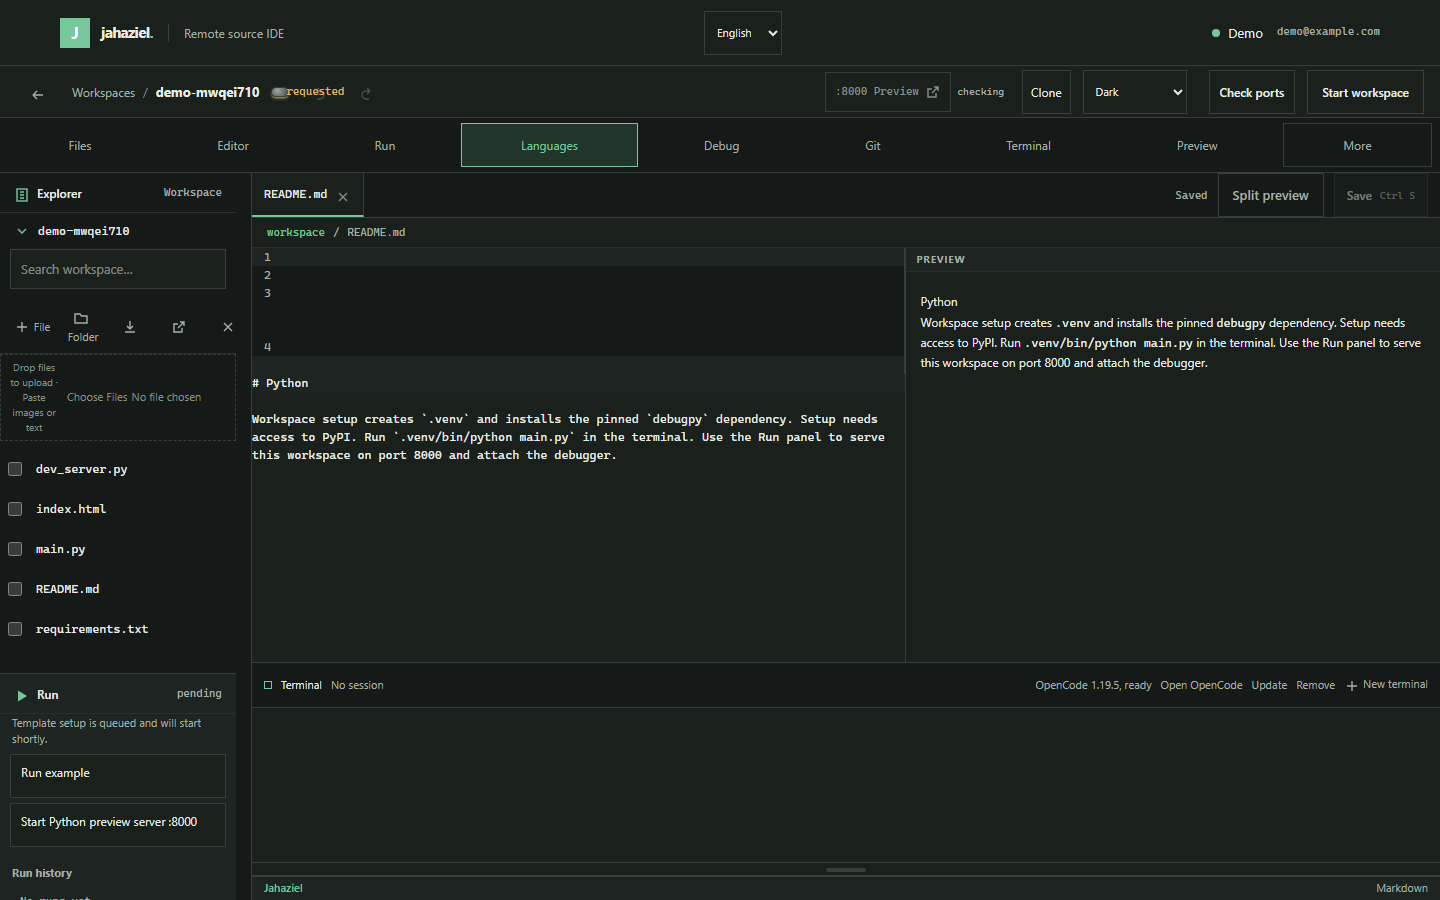 J jahaziel. Remote source IDE English Demo demo@example.com
← Workspaces / demo-mwqei710 requested :8000 Preview checking Clone Dark Check ports Start workspace
Files Editor Run Languages Debug Git Terminal Preview More
Explorer Workspace
demo-mwqei710
Search workspace...
+ File Folder
Drop files
to upload ·
Paste
images or
text
Choose Files No file chosen
dev_server.py
index.html
main.py
README.md
requirements.txt
Run pending
Template setup is queued and will start
shortly.
Run example
Start Python preview server :8000
Run history
README.md Saved Split preview Save Ctrl S
workspace / README.md
1
2
3
4
# Python
Workspace setup creates `.venv` and installs the pinned `debugpy` dependency. Setup needs
access to PyPI. Run `.venv/bin/python main.py` in the terminal. Use the Run panel to serve
this workspace on port 8000 and attach the debugger.
PREVIEW
Python
Workspace setup creates .venv and installs the pinned debugpy dependency. Setup needs
access to PyPI. Run .venv/bin/python main.py in the terminal. Use the Run panel to serve
this workspace on port 8000 and attach the debugger.
Terminal No session OpenCode 1.19.5, ready Open OpenCode Update Remove + New terminal
Jahaziel Markdown